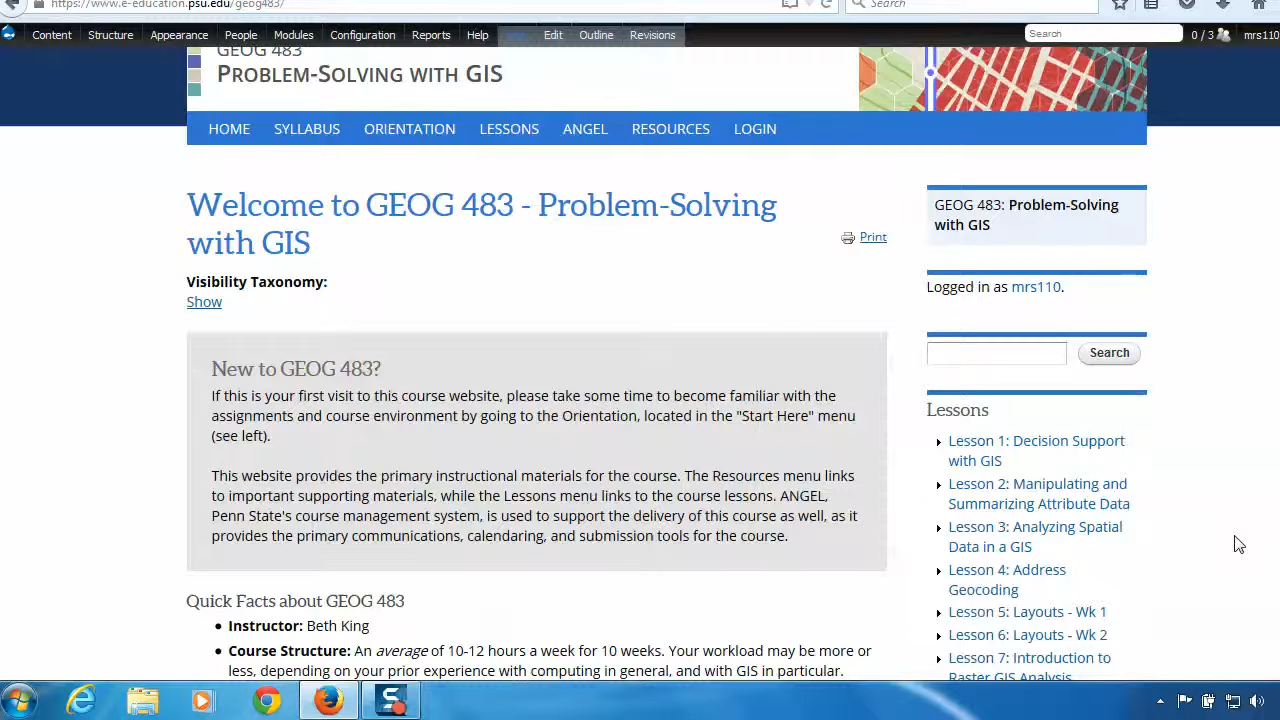 https://www.e-education.psu.edu/geog483/
Search
Content Structure Appearance People Modules Configuration Reports Help Edit Outline Revisions
Search
0 / 3
mrs110
GEOG 483
PROBLEM-SOLVING WITH GIS
HOME SYLLABUS ORIENTATION LESSONS ANGEL RESOURCES LOGIN
Welcome to GEOG 483 - Problem-Solving
with GIS
Print
Visibility Taxonomy:
Show
New to GEOG 483?
If this is your first visit to this course website, please take some time to become familiar with the
assignments and course environment by going to the Orientation, located in the "Start Here" menu
(see left).
This website provides the primary instructional materials for the course. The Resources menu links
to important supporting materials, while the Lessons menu links to the course lessons. ANGEL,
Penn State's course management system, is used to support the delivery of this course as well, as it
provides the primary communications, calendaring, and submission tools for the course.
Quick Facts about GEOG 483
Instructor: Beth King
Course Structure: An average of 10-12 hours a week for 10 weeks. Your workload may be more or
less, depending on your prior experience with computing in general, and with GIS in particular.
GEOG 483: Problem-Solving
with GIS
Logged in as mrs110.
Search
Lessons
Lesson 1: Decision Support
with GIS
Lesson 2: Manipulating and
Summarizing Attribute Data
Lesson 3: Analyzing Spatial
Data in a GIS
Lesson 4: Address
Geocoding
Lesson 5: Layouts - Wk 1
Lesson 6: Layouts - Wk 2
Lesson 7: Introduction to
Raster GIS Analysis